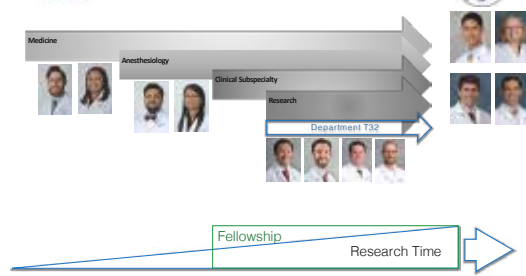 Medicine
Anesthesiology
Clinical Subspecialty
Research
Department T32
Fellowship
Research Time